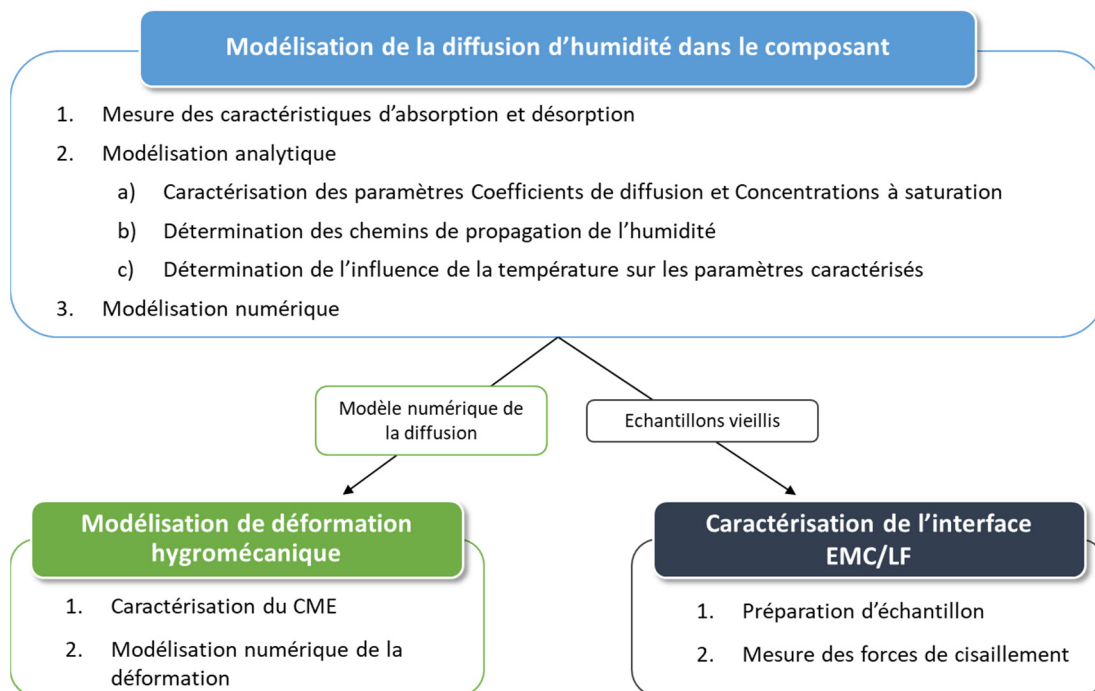 Modélisation de la diffusion d’humidité dans le composant
1. Mesure des caractéristiques d’absorption et désorption
2. Modélisation analytique
a) Caractérisation des paramètres Coefficients de diffusion et Concentrations à saturation
b) Détermination des chemins de propagation de l’humidité
c) Détermination de l’influence de la température sur les paramètres caractérisés
3. Modélisation numérique
Modèle numérique de
la diffusion
Echantillons vieillis
Modélisation de déformation
hygromécanique
1. Caractérisation du CME
2. Modélisation numérique de la
déformation
Caractérisation de l’interface
EMC/LF
1. Préparation d’échantillon
2. Mesure des forces de cisaillement